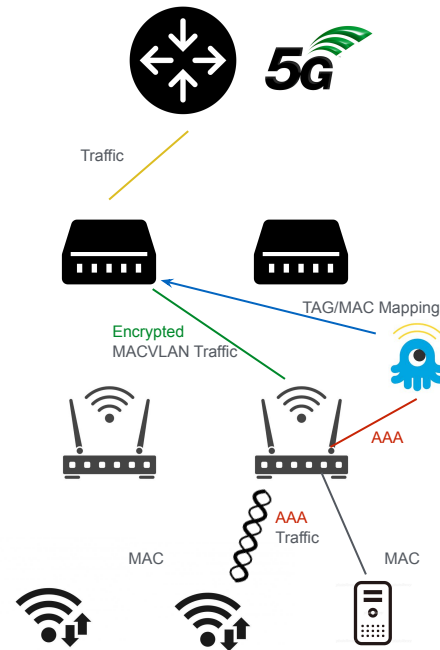 5G
Traffic
TAG/MAC Mapping
Encrypted
MACVLAN Traffic
AAA
AAA
Traffic
MAC
MAC